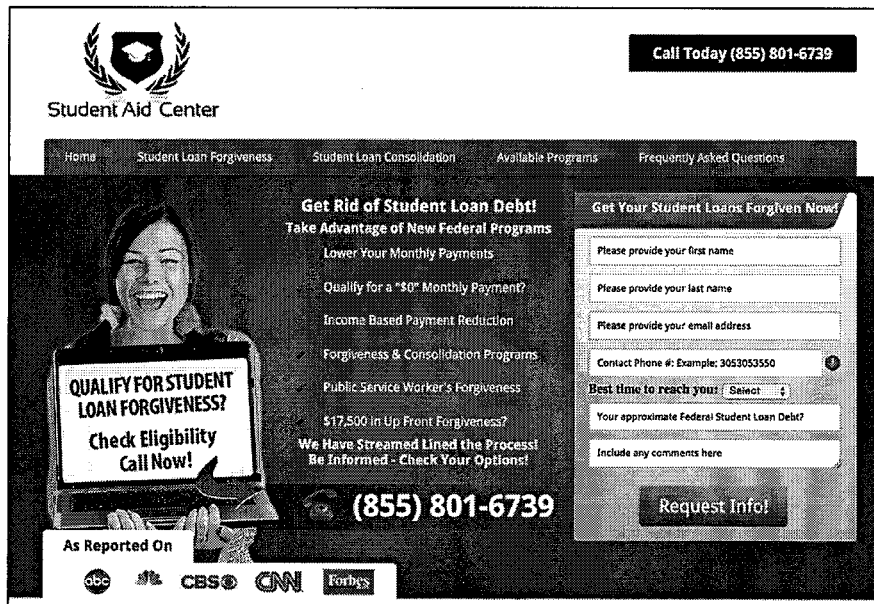 Student Aid Center
Call Today (855) 801-6739
Home Student Loan Forgiveness Student Loan Consolidation Available Programs Frequently Asked Questions
Get Rid of Student Loan Debt!
Take Advantage of New Federal Programs
Lower Your Monthly Payments
Qualify for a "$0" Monthly Payment?
Income Based Payment Reduction
Forgiveness & Consolidation Programs
Public Service Worker's Forgiveness
$17,500 in Up Front Forgiveness?
We Have Streamed Lined the Process!
Be Informed - Check Your Options!
(855) 801-6739
QUALIFY FOR STUDENT
LOAN FORGIVENESS?
Check Eligibility
Call Now!
Get Your Student Loans Forgiven Now!
Please provide your first name
Please provide your last name
Please provide your email address
Contact Phone #: Example; 3053053550
Best time to reach you: Select
Your approximate Federal Student Loan Debt?
Include any comments here
Request Info!
As Reported On
abc CBS CNN Forbes